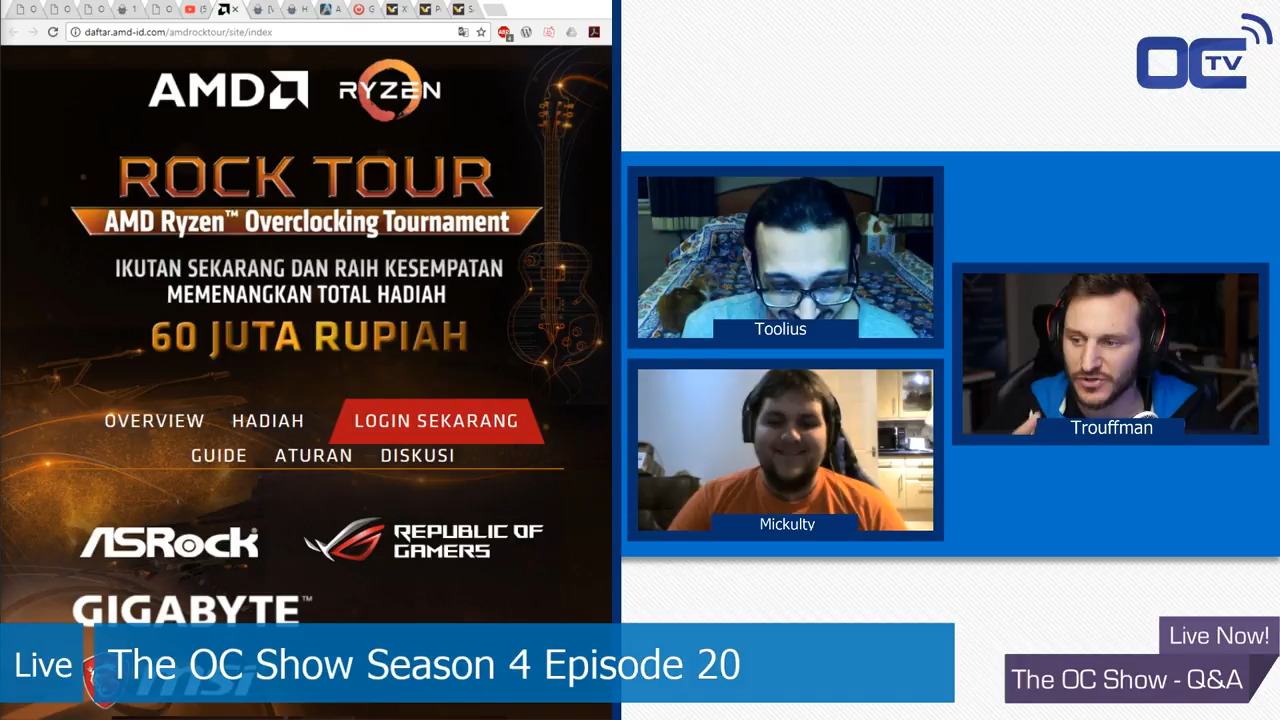 daftar.amd-id.com/amdrocktour/site/index
AMD
RYZEN
ROCK TOUR
AMD Ryzen™ Overclocking Tournament
IKUTAN SEKARANG DAN RAIH KESEMPATAN
MEMENANGKAN TOTAL HADIAH
60 JUTA RUPIAH
OVERVIEW HADIAH LOGIN SEKARANG
GUIDE ATURAN DISKUSI
ASRock®
REPUBLIC OF
GAMERS
GIGABYTE™
msi
Live The OC Show Season 4 Episode 20
OC TV
Toolius
Mickulty
Trouffman
Live Now!
The OC Show - Q&A